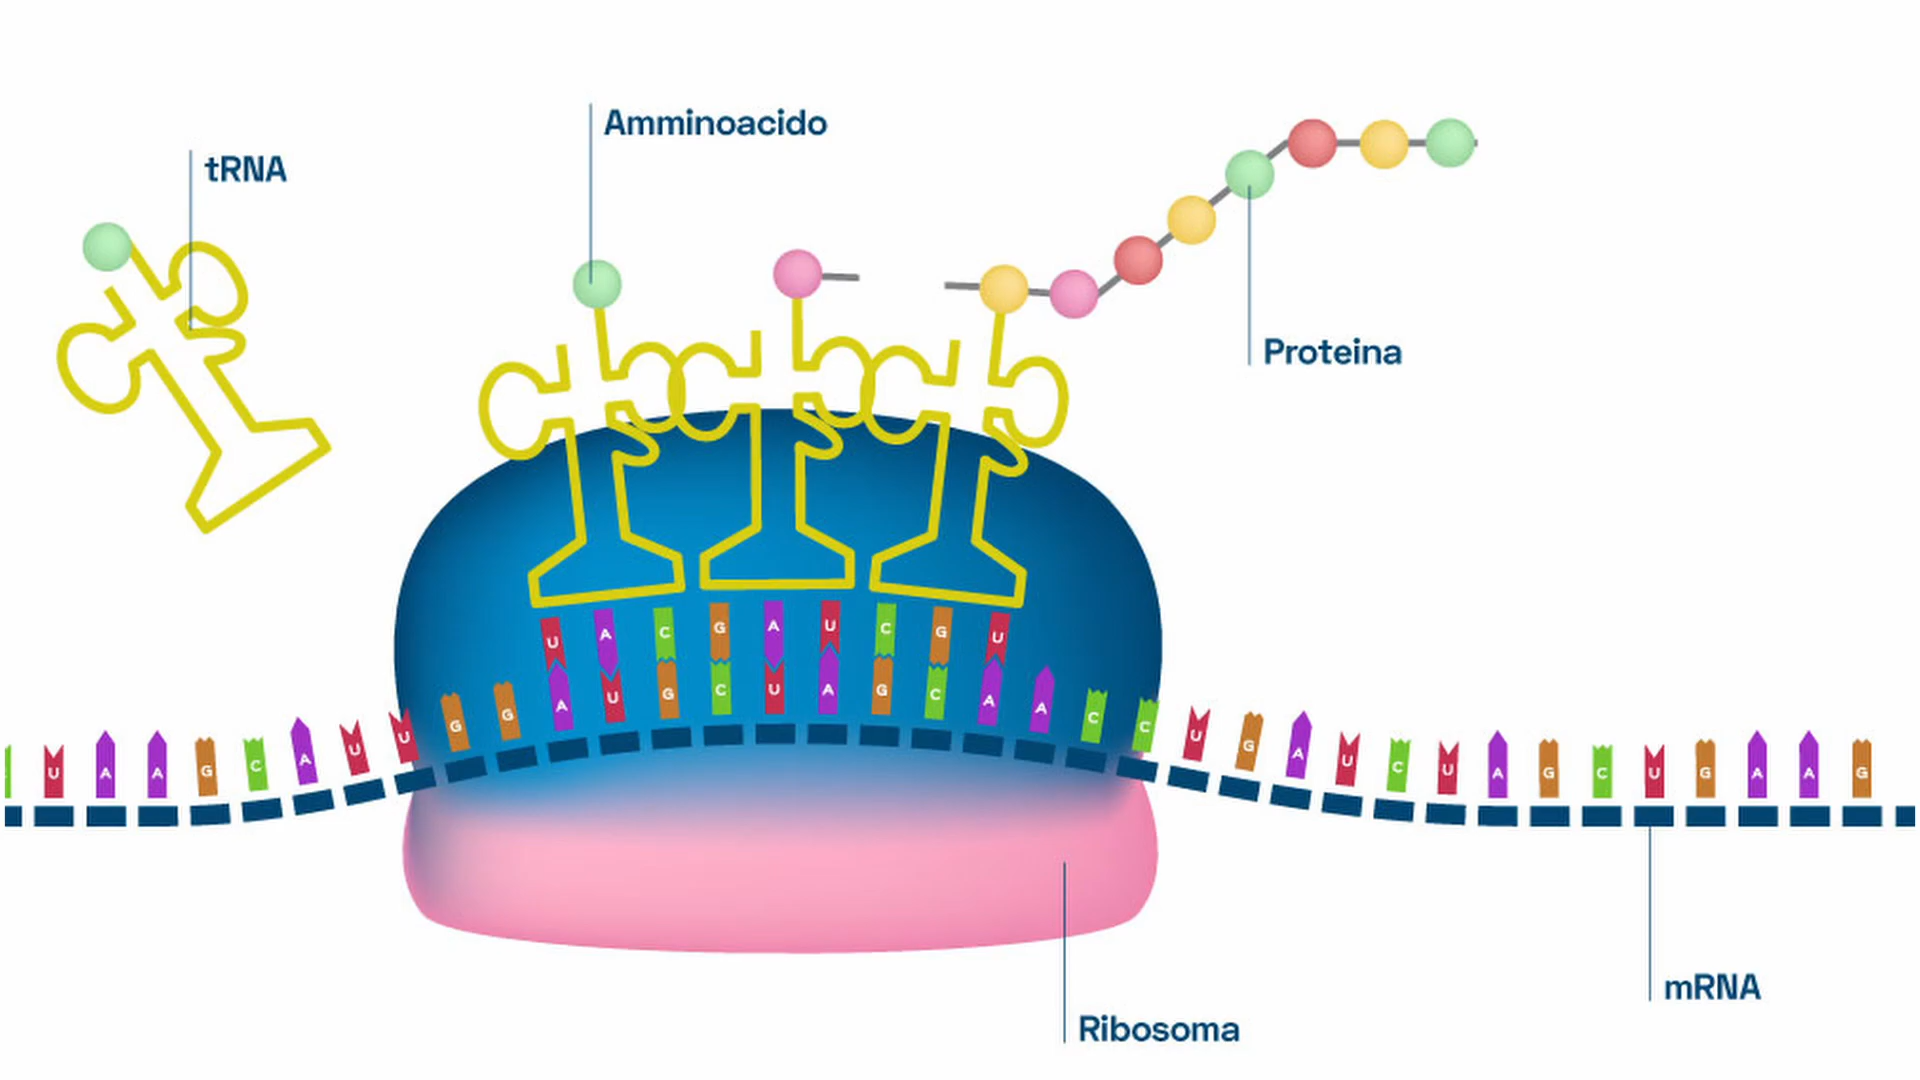 Amminoacido
tRNA
Proteina
U A C G A U C G U
U A A G C A U U G G A U G C U A G C A A C C U G A U C U A G C U G A A G
mRNA
Ribosoma